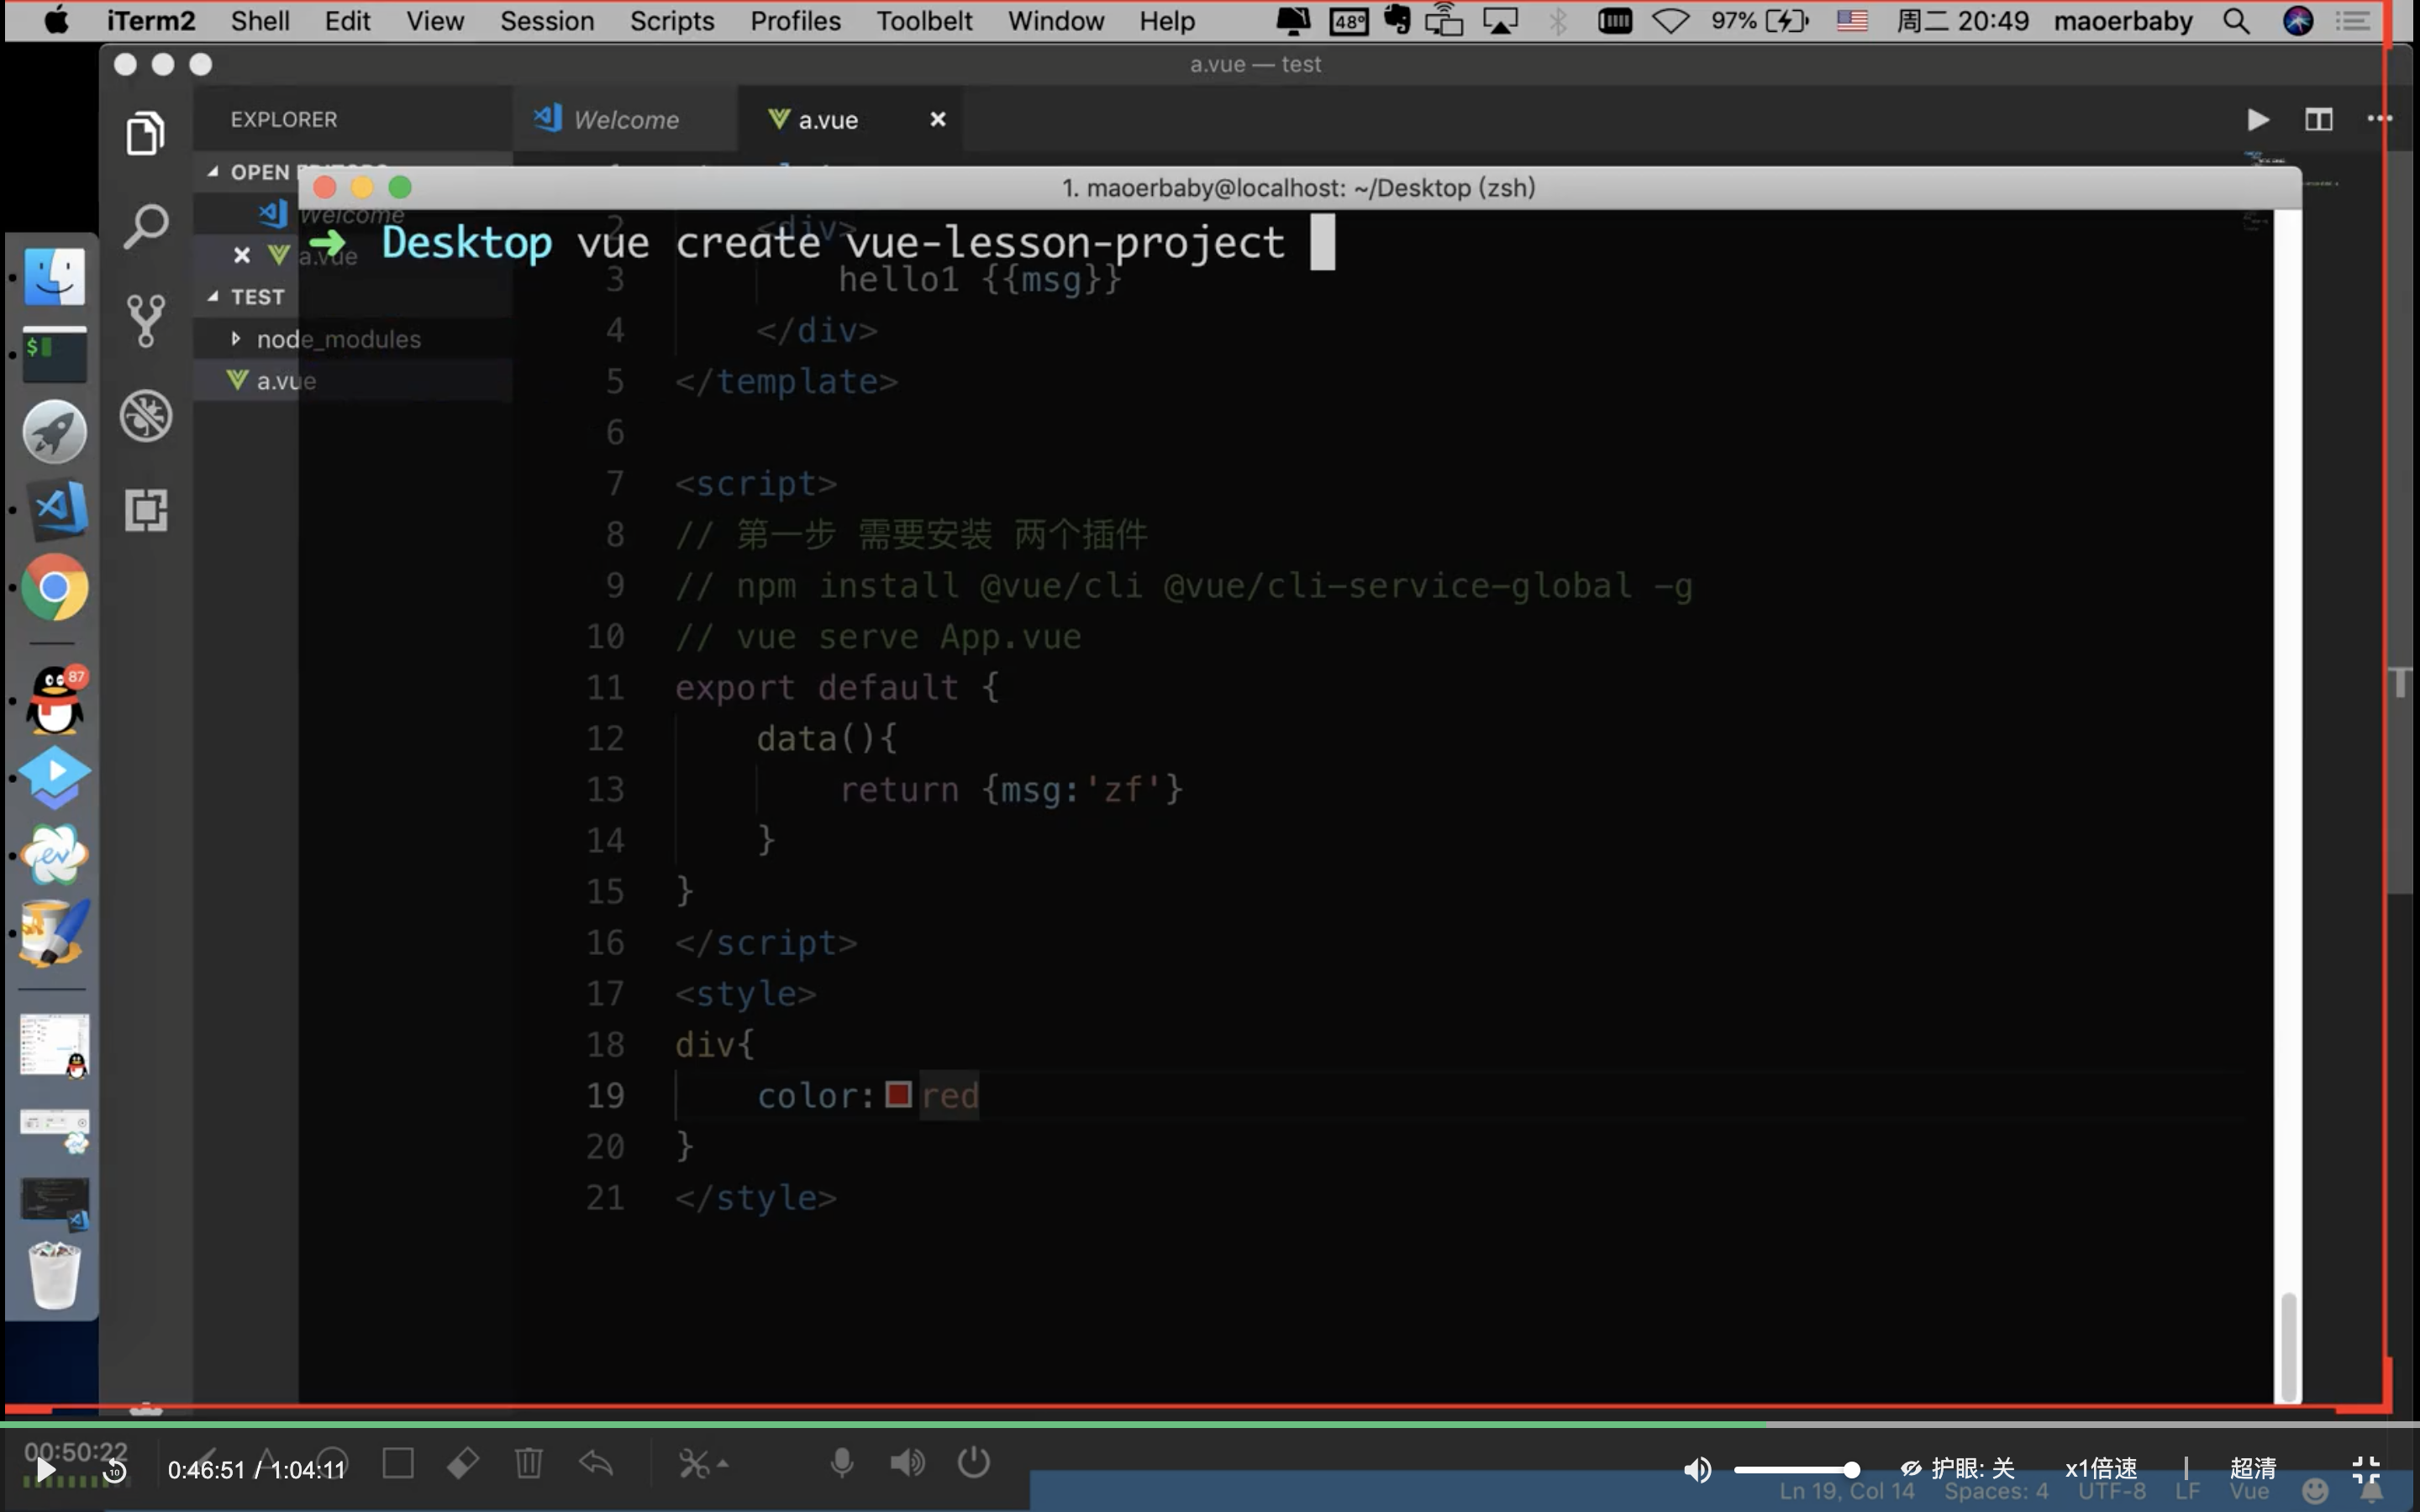 iTerm2 Shell Edit View Session Scripts Profiles Toolbelt Window Help 48° 97% 周二 20:49 maoerbaby
a.vue — test
EXPLORER
Welcome
a.vue
OPEN EDITORS
Welcome
a.vue
TEST
node_modules
a.vue
1. maoerbaby@localhost: ~/Desktop (zsh)
➜ Desktop vue create vue-lesson-project
2 <div>
3 hello1 {{msg}}
4 </div>
5 </template>
6
7 <script>
8 // 第一步 需要安装 两个插件
9 // npm install @vue/cli @vue/cli-service-global -g
10 // vue serve App.vue
11 export default {
12 data(){
13 return {msg:'zf'}
14 }
15 }
16 </script>
17 <style>
18 div{
19 color: red
20 }
21 </style>
$
87
ev
T
00:50:22
10
0:46:51 / 1:04:11
护眼: 关
x1倍速
超清
Ln 19, Col 14 Spaces: 4 UTF-8 LF Vue